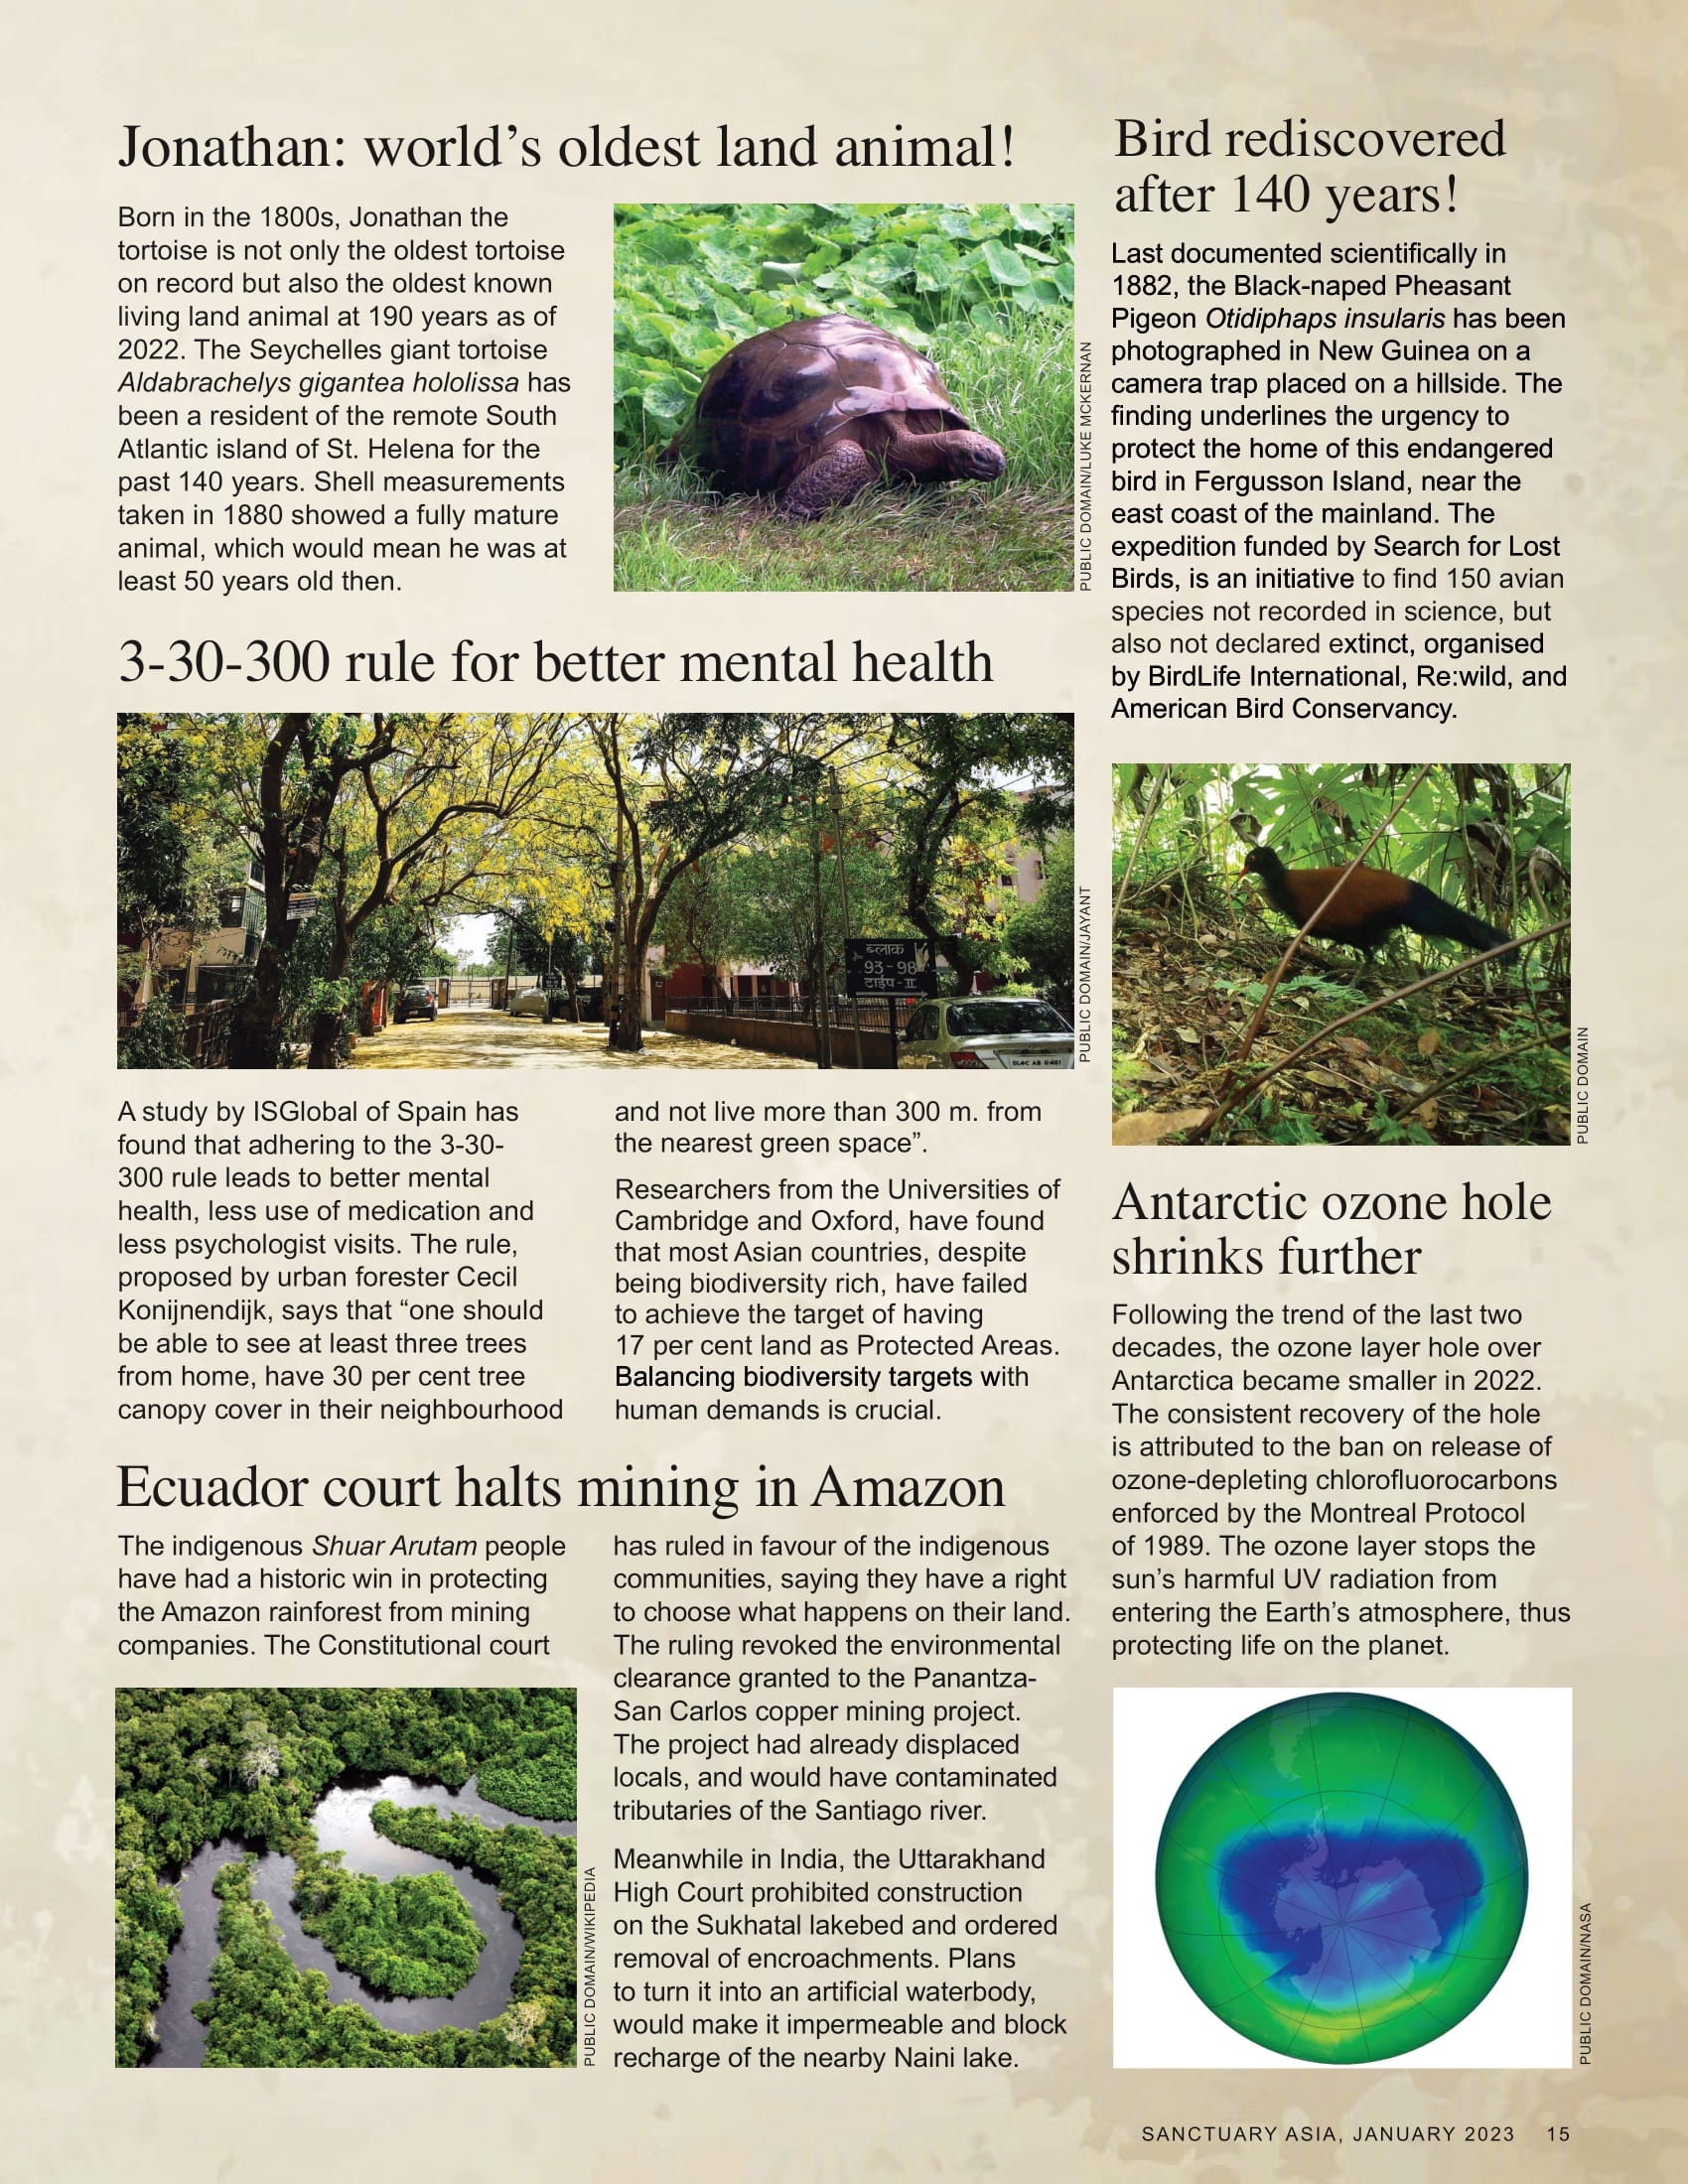 Jonathan: world’s oldest land animal!
Born in the 1800s, Jonathan the
tortoise is not only the oldest tortoise
on record but also the oldest known
living land animal at 190 years as of
2022. The Seychelles giant tortoise
Aldabrachelys gigantea hololissa has
been a resident of the remote South
Atlantic island of St. Helena for the
past 140 years. Shell measurements
taken in 1880 showed a fully mature
animal, which would mean he was at
least 50 years old then.
PUBLIC DOMAIN/LUKE MCKERNAN
3-30-300 rule for better mental health
ब्लाक
93-98
टाईप-II
PUBLIC DOMAIN/JAYANT
A study by ISGlobal of Spain has
found that adhering to the 3-30-
300 rule leads to better mental
health, less use of medication and
less psychologist visits. The rule,
proposed by urban forester Cecil
Konijnendijk, says that “one should
be able to see at least three trees
from home, have 30 per cent tree
canopy cover in their neighbourhood
and not live more than 300 m. from
the nearest green space”.
Researchers from the Universities of
Cambridge and Oxford, have found
that most Asian countries, despite
being biodiversity rich, have failed
to achieve the target of having
17 per cent land as Protected Areas.
Balancing biodiversity targets with
human demands is crucial.
Ecuador court halts mining in Amazon
The indigenous Shuar Arutam people
have had a historic win in protecting
the Amazon rainforest from mining
companies. The Constitutional court
PUBLIC DOMAIN/WIKIPEDIA
has ruled in favour of the indigenous
communities, saying they have a right
to choose what happens on their land.
The ruling revoked the environmental
clearance granted to the Panantza-
San Carlos copper mining project.
The project had already displaced
locals, and would have contaminated
tributaries of the Santiago river.
Meanwhile in India, the Uttarakhand
High Court prohibited construction
on the Sukhatal lakebed and ordered
removal of encroachments. Plans
to turn it into an artificial waterbody,
would make it impermeable and block
recharge of the nearby Naini lake.
Bird rediscovered
after 140 years!
Last documented scientifically in
1882, the Black-naped Pheasant
Pigeon Otidiphaps insularis has been
photographed in New Guinea on a
camera trap placed on a hillside. The
finding underlines the urgency to
protect the home of this endangered
bird in Fergusson Island, near the
east coast of the mainland. The
expedition funded by Search for Lost
Birds, is an initiative to find 150 avian
species not recorded in science, but
also not declared extinct, organised
by BirdLife International, Re:wild, and
American Bird Conservancy.
PUBLIC DOMAIN
Antarctic ozone hole
shrinks further
Following the trend of the last two
decades, the ozone layer hole over
Antarctica became smaller in 2022.
The consistent recovery of the hole
is attributed to the ban on release of
ozone-depleting chlorofluorocarbons
enforced by the Montreal Protocol
of 1989. The ozone layer stops the
sun’s harmful UV radiation from
entering the Earth’s atmosphere, thus
protecting life on the planet.
PUBLIC DOMAIN/NASA
SANCTUARY ASIA, JANUARY 2023 15